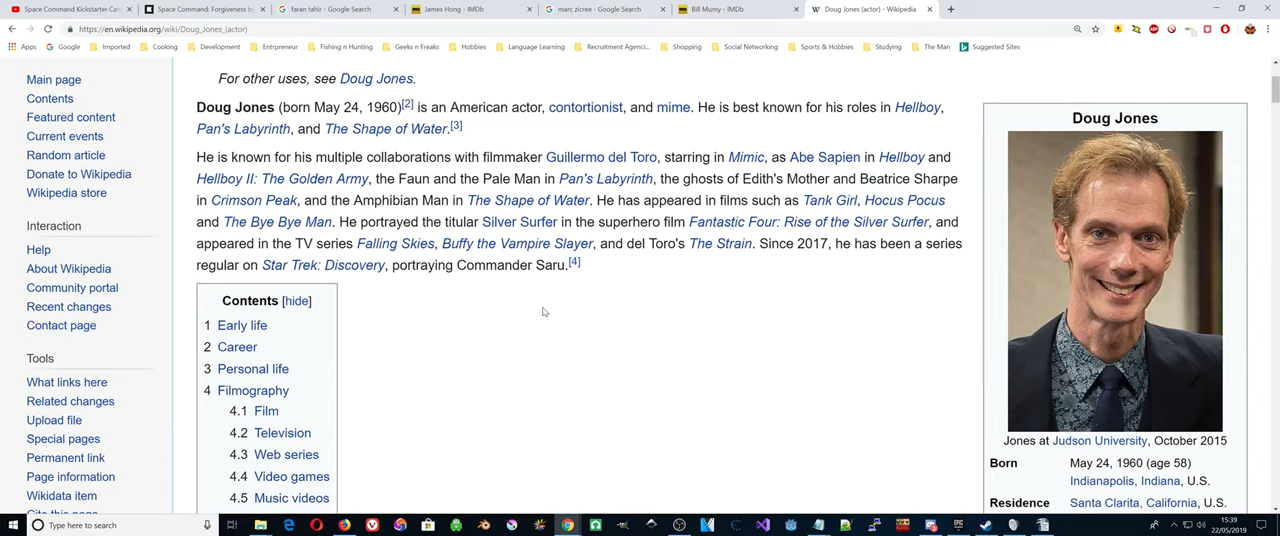 Space Command Kickstarter Can
Space Command: Forgiveness by
faran tahir - Google Search
James Hong - IMDb
marc zicree - Google Search
Bill Mumy - IMDb
Doug Jones (actor) - Wikipedia
https://en.wikipedia.org/wiki/Doug_Jones_(actor)
Apps Google Imported Cooking Development Entrpreneur Fishing n Hunting Geeks n Freaks Hobbies Language Learning Recruitment Agenci... Shopping Social Networking Sports & Hobbies Studying The Man Suggested Sites
Main page
Contents
Featured content
Current events
Random article
Donate to Wikipedia
Wikipedia store
Interaction
Help
About Wikipedia
Community portal
Recent changes
Contact page
Tools
What links here
Related changes
Upload file
Special pages
Permanent link
Page information
Wikidata item
Cite this page
For other uses, see Doug Jones.
Doug Jones (born May 24, 1960)[2] is an American actor, contortionist, and mime. He is best known for his roles in Hellboy,
Pan's Labyrinth, and The Shape of Water.[3]
He is known for his multiple collaborations with filmmaker Guillermo del Toro, starring in Mimic, as Abe Sapien in Hellboy and
Hellboy II: The Golden Army, the Faun and the Pale Man in Pan's Labyrinth, the ghosts of Edith's Mother and Beatrice Sharpe
in Crimson Peak, and the Amphibian Man in The Shape of Water. He has appeared in films such as Tank Girl, Hocus Pocus
and The Bye Bye Man. He portrayed the titular Silver Surfer in the superhero film Fantastic Four: Rise of the Silver Surfer, and
appeared in the TV series Falling Skies, Buffy the Vampire Slayer, and del Toro's The Strain. Since 2017, he has been a series
regular on Star Trek: Discovery, portraying Commander Saru.[4]
Contents [hide]
1 Early life
2 Career
3 Personal life
4 Filmography
4.1 Film
4.2 Television
4.3 Web series
4.4 Video games
4.5 Music videos
Doug Jones
Jones at Judson University, October 2015
Born May 24, 1960 (age 58)
Indianapolis, Indiana, U.S.
Residence Santa Clarita, California, U.S.
Type here to search
15:39
22/05/2019